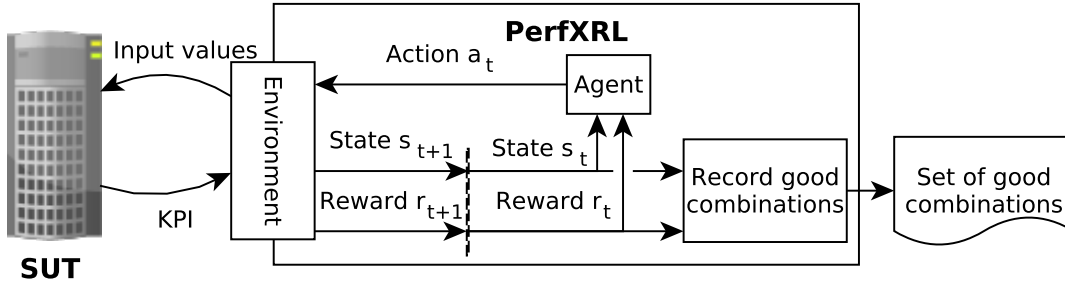 PerfXRL
Input values
Action a t
Agent
Environment
State s t+1
State s t
Reward r t+1
Reward r t
Record good
combinations
Set of good
combinations
KPI
SUT